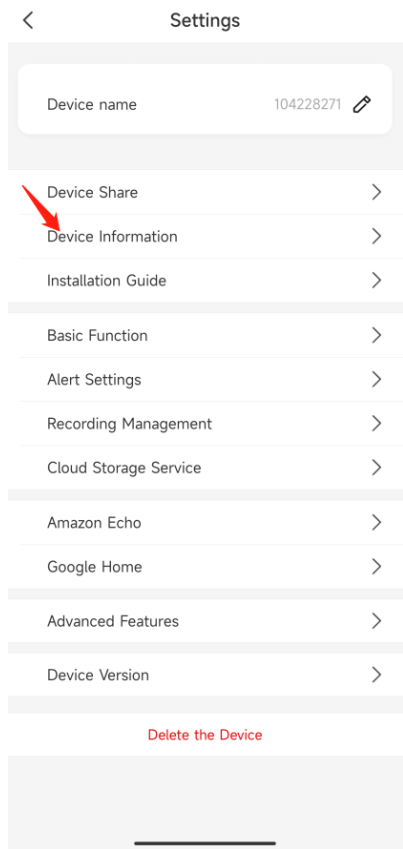 Settings
Device name 104228271
Device Share
Device Information
Installation Guide
Basic Function
Alert Settings
Recording Management
Cloud Storage Service
Amazon Echo
Google Home
Advanced Features
Device Version
Delete the Device